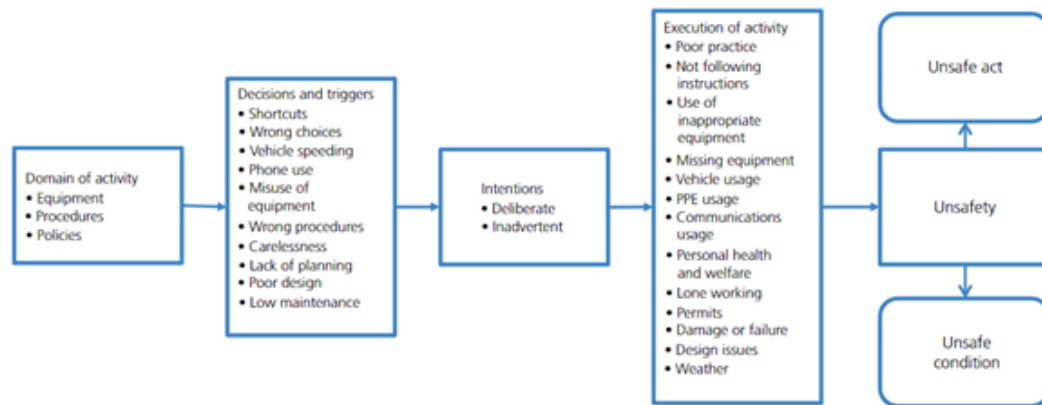 Domain of activity
• Equipment
• Procedures
• Policies
Decisions and triggers
• Shortcuts
• Wrong choices
• Vehicle speeding
• Phone use
• Misuse of
equipment
• Wrong procedures
• Carelessness
• Lack of planning
• Poor design
• Low maintenance
Intentions
• Deliberate
• Inadvertent
Execution of activity
• Poor practice
• Not following
instructions
• Use of
inappropriate
equipment
• Missing equipment
• Vehicle usage
• PPE usage
• Communications
usage
• Personal health
and welfare
• Lone working
• Permits
• Damage or failure
• Design issues
• Weather
Unsafe act
Unsafety
Unsafe
condition